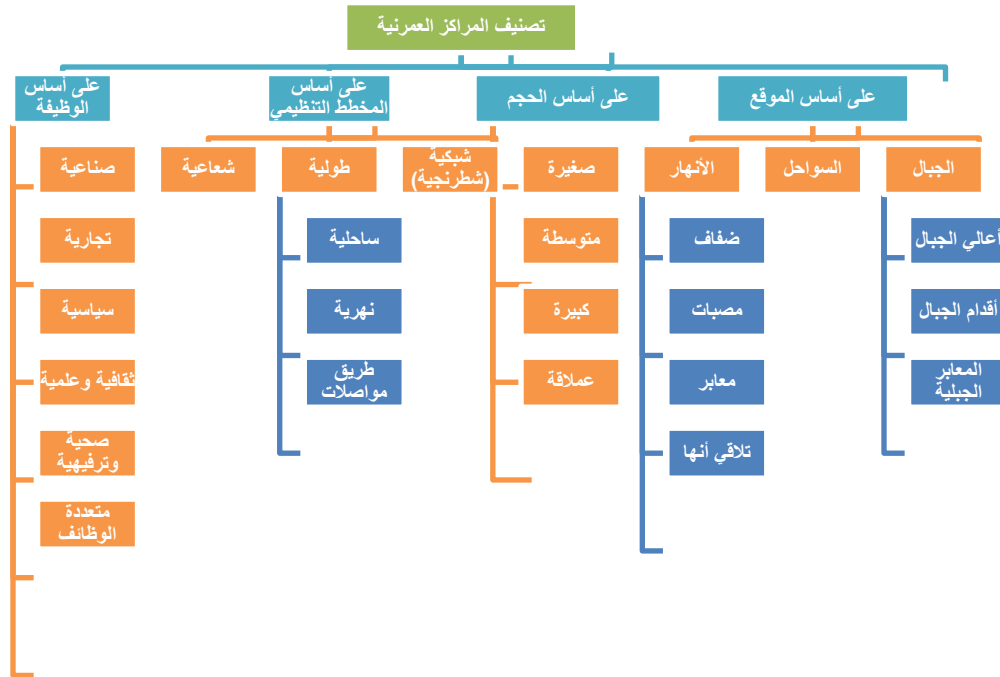 تصنيف المراكز العمرنية
على أساس الموقع
على أساس الحجم
على أساس
المخطط التنظيمي
على أساس
الوظيفة
الجبال
السواحل
الأنهار
صغيرة
شبكية
(شطرنجية)
طولية
شعاعية
صناعية
أعالي الجبال
ضفاف
متوسطة
ساحلية
تجارية
أقدام الجبال
مصبات
كبيرة
نهرية
سياسية
المعابر
الجبلية
معابر
عملاقة
طريق
مواصلات
ثقافية وعلمية
تلاقي أنها
صحية
وترفيهية
متعددة
الوظائف